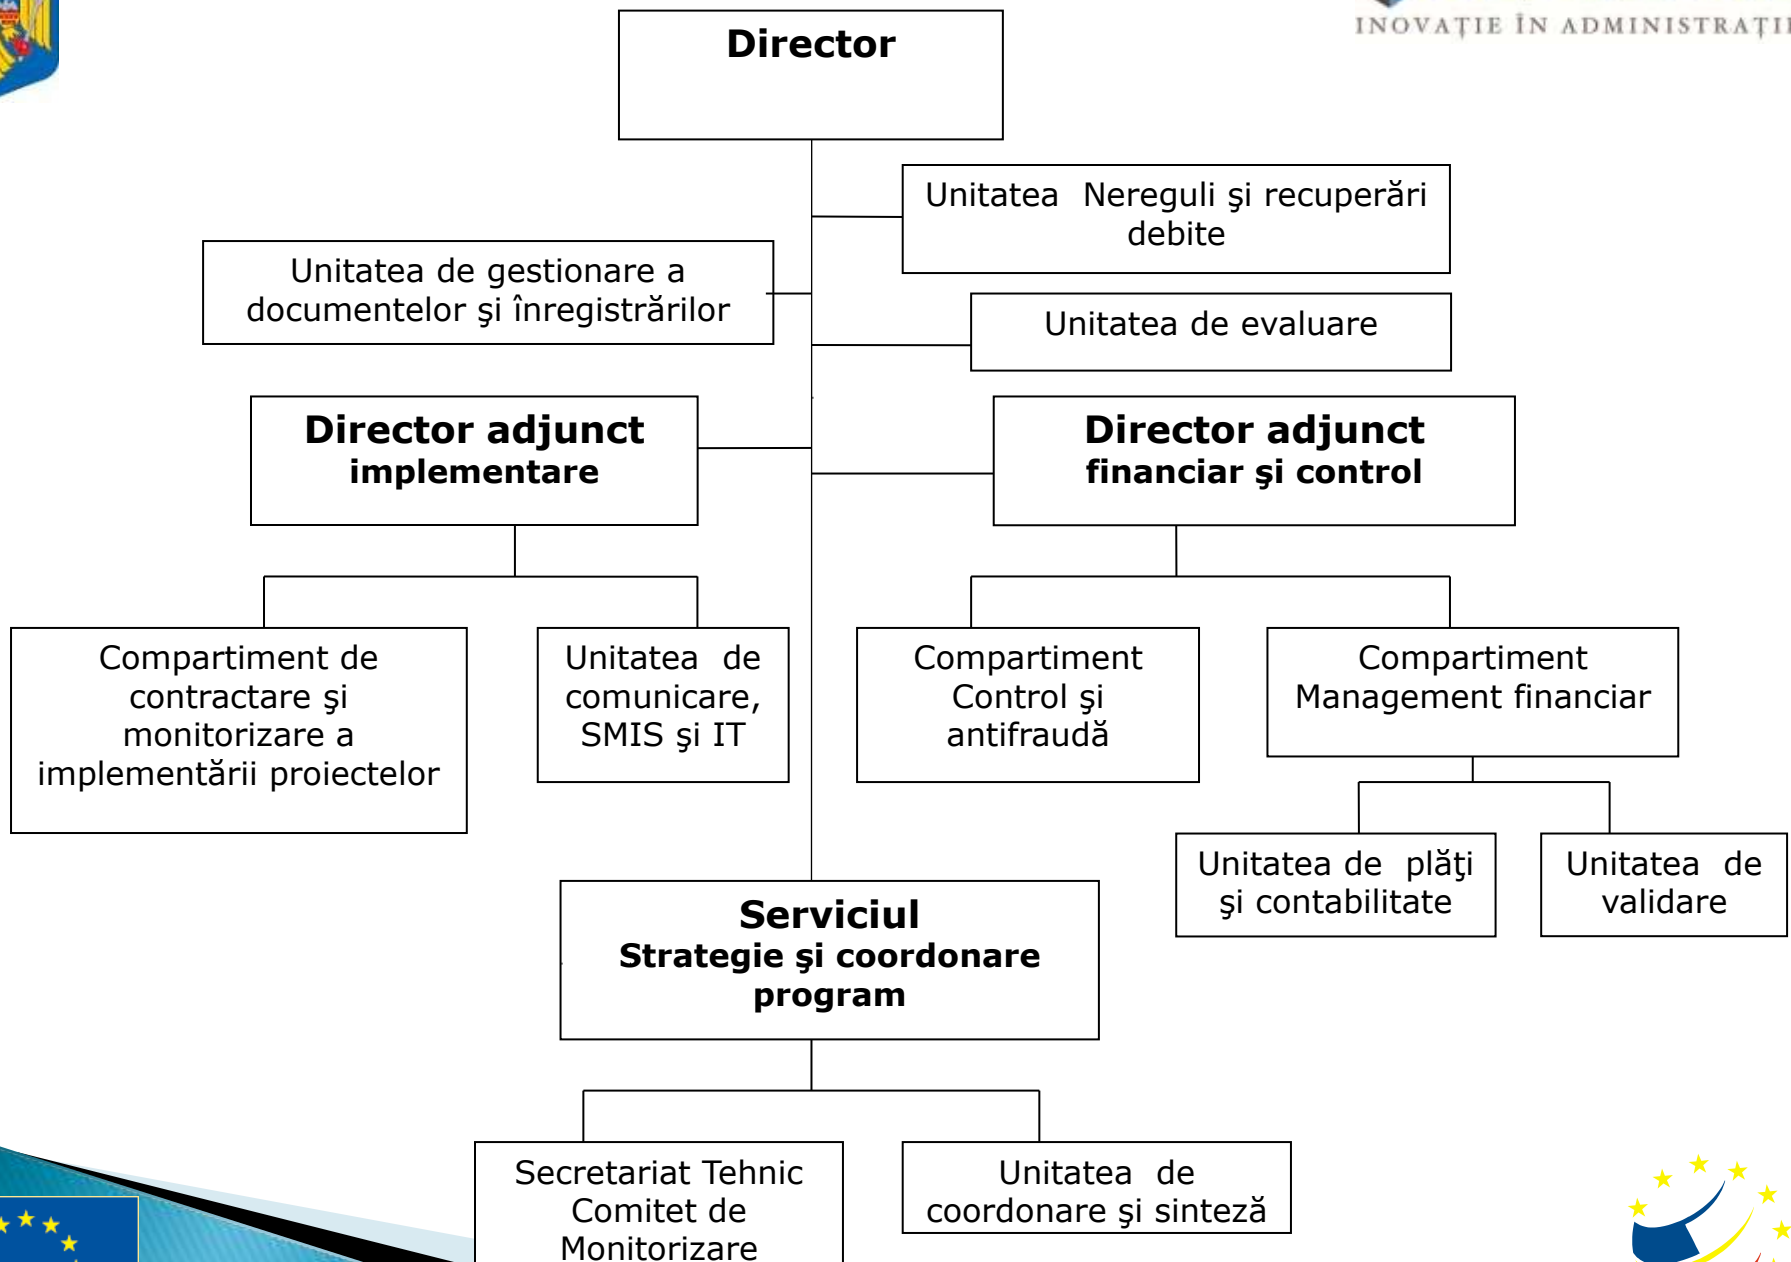 INOVAŢIE ÎN ADMINISTRAŢIE
Director
Unitatea Nereguli şi recuperări
debite
Unitatea de gestionare a
documentelor şi înregistrărilor
Unitatea de evaluare
Director adjunct
implementare
Director adjunct
financiar şi control
Compartiment de
contractare şi
monitorizare a
implementării proiectelor
Unitatea de
comunicare,
SMIS şi IT
Compartiment
Control şi
antifraudă
Compartiment
Management financiar
Unitatea de plăţi
şi contabilitate
Unitatea de
validare
Serviciul
Strategie şi coordonare
program
Secretariat Tehnic
Comitet de
Monitorizare
Unitatea de
coordonare şi sinteză